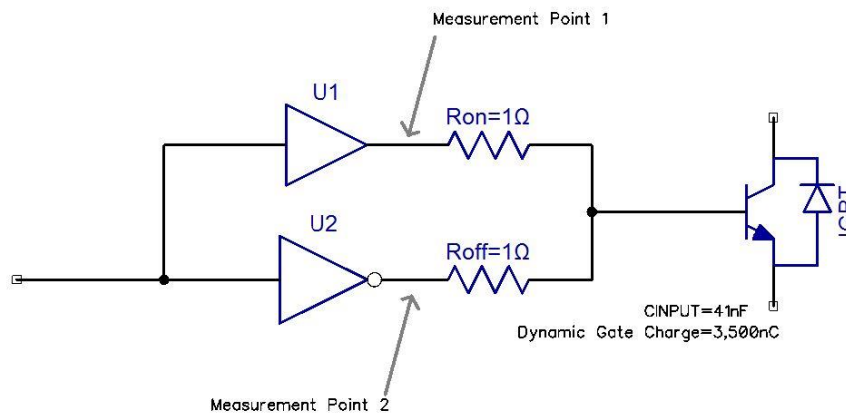 Measurement Point 1
U1
Ron=1Ω
U2
Roff=1Ω
IGBT
CINPUT=41nF
Dynamic Gate Charge=3,500nC
Measurement Point 2